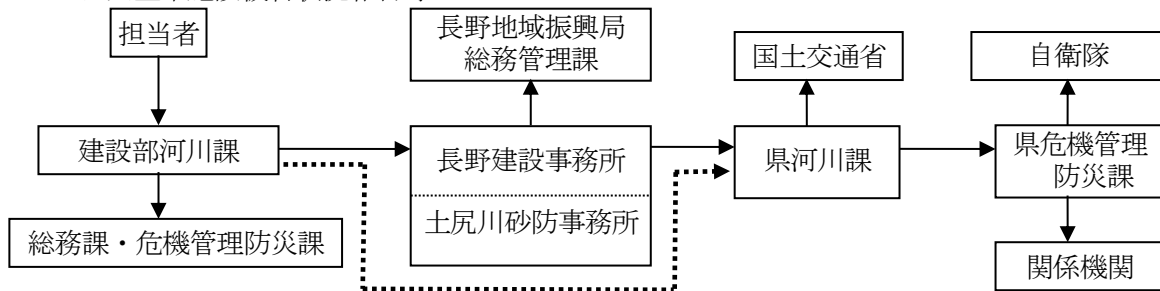 担当者
長野地域振興局
総務管理課
国土交通省
自衛隊
建設部河川課
長野建設事務所
土尻川砂防事務所
県河川課
県危機管理
防災課
総務課・危機管理防災課
関係機関